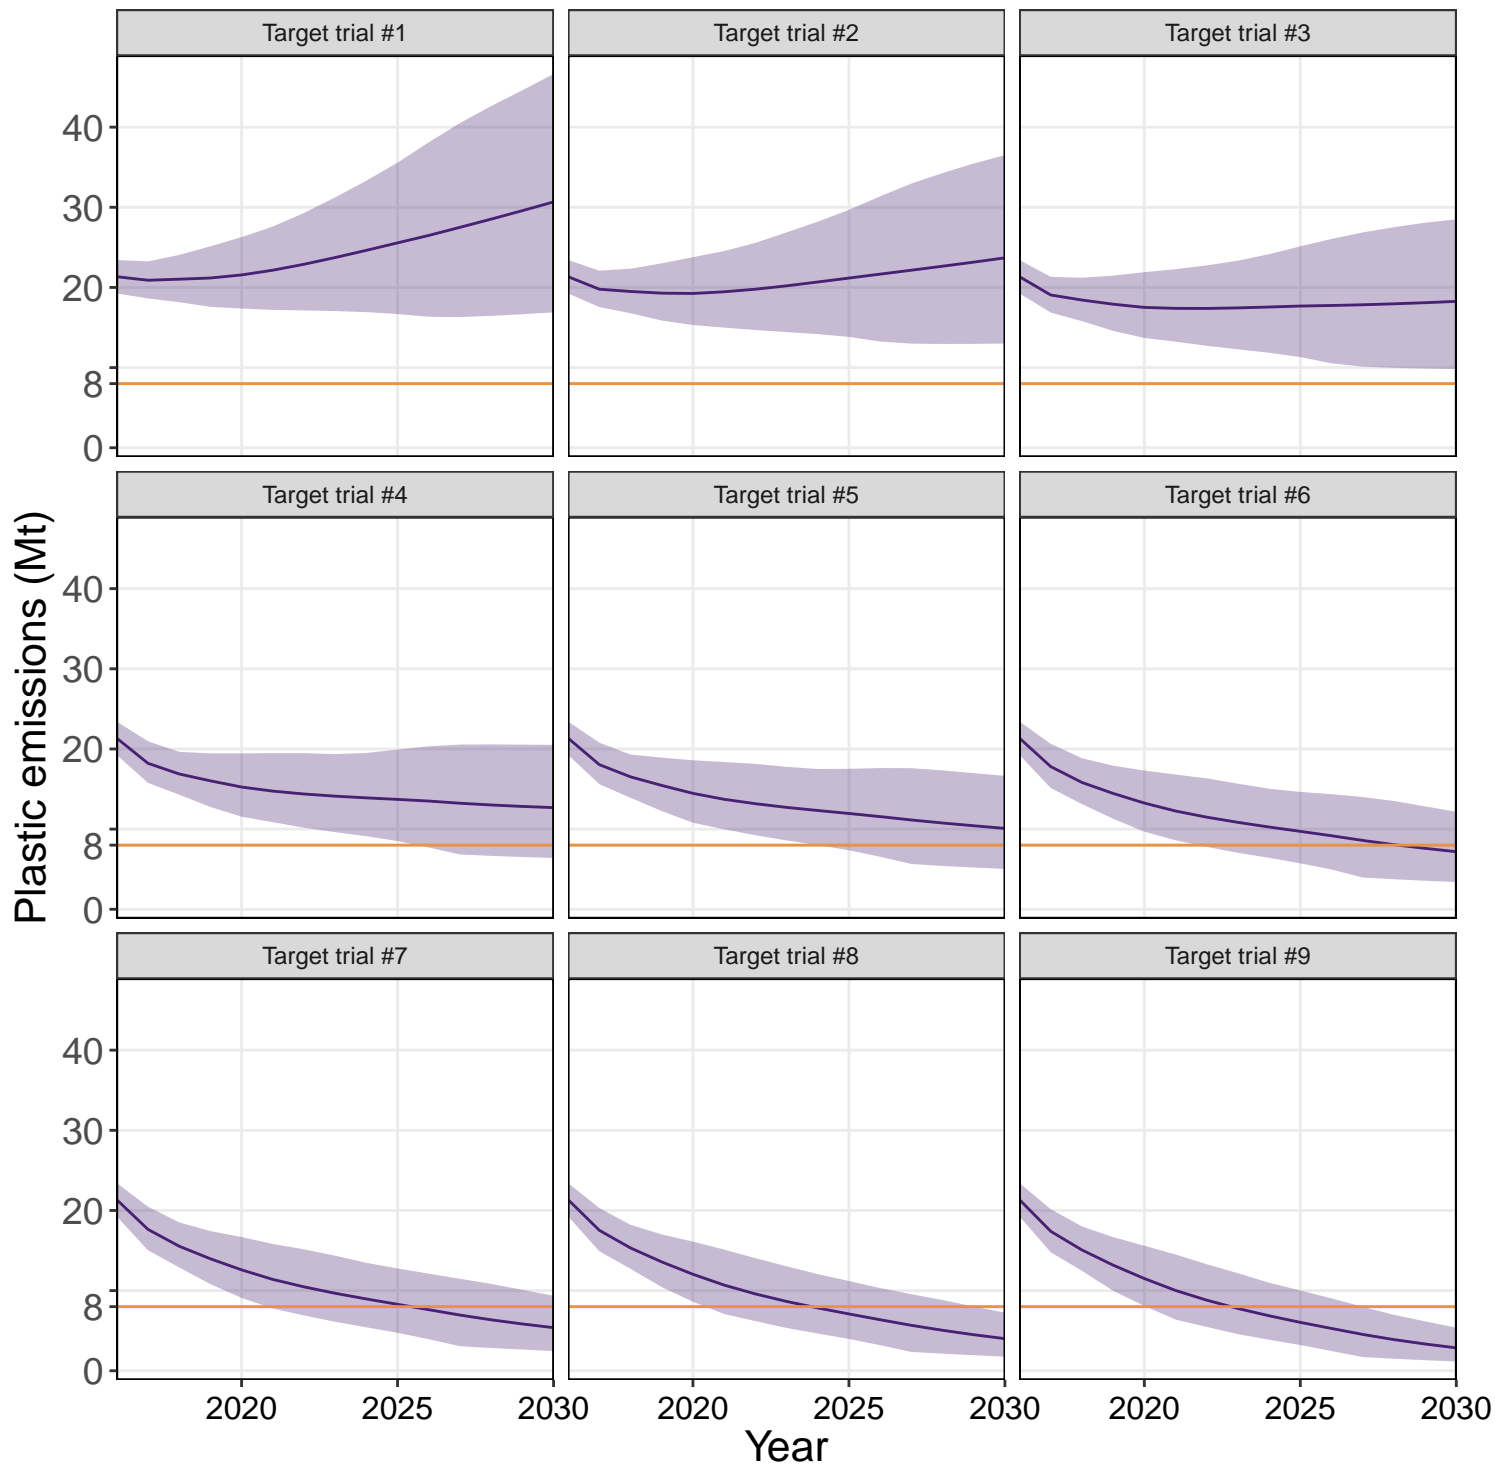 Target trial #1
Target trial #2
Target trial #3
40
30
20
8
0
Target trial #4
Target trial #5
Target trial #6
40
30
20
8
0
Target trial #7
Target trial #8
Target trial #9
40
30
20
8
0
2020
2025
2030
2020
2025
2030
2020
2025
2030
Year
Plastic emissions (Mt)